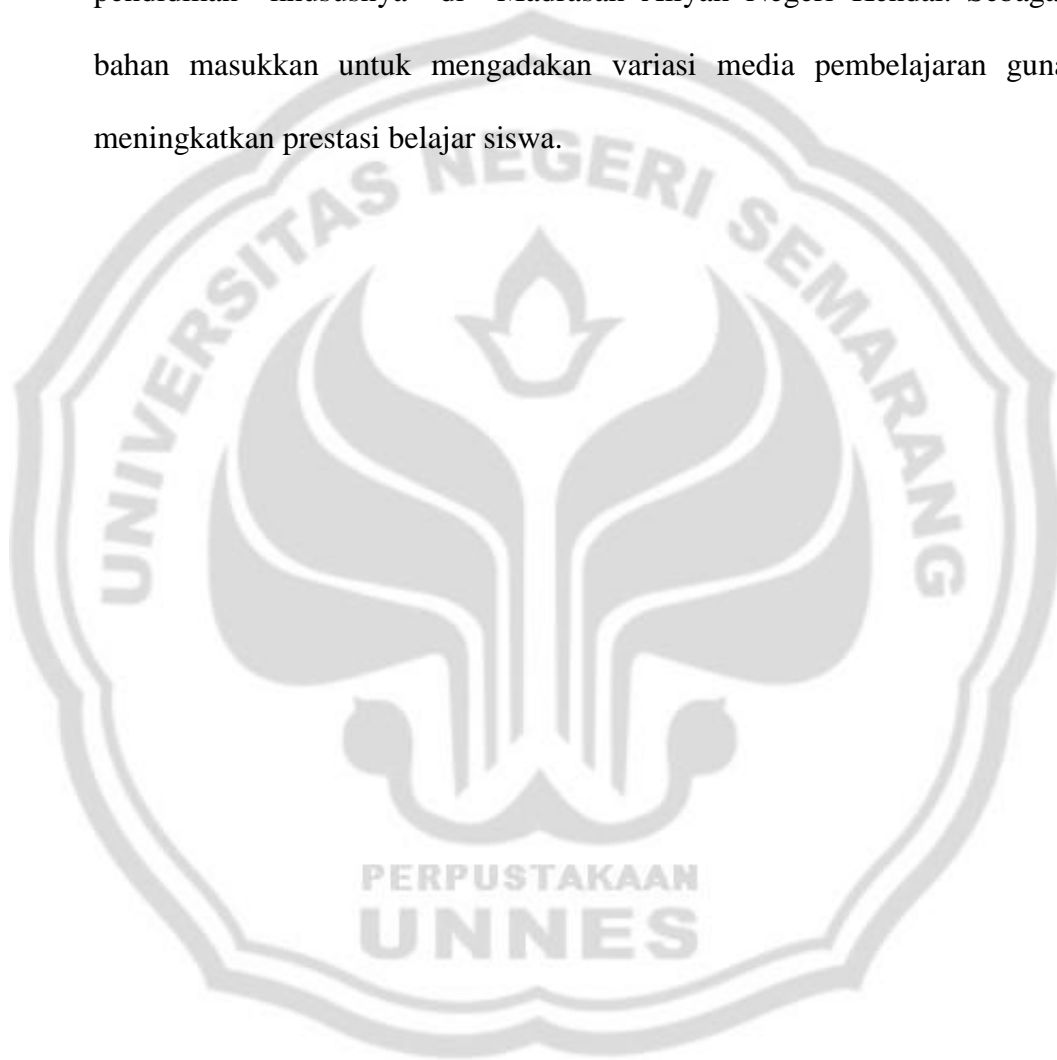 pendidikan khususnya di Madrasah Aliyah Negeri Kendal. Sebaga
bahan masukkan untuk mengadakan variasi media pembelajaran guna
meningkatkan prestasi belajar siswa.
UNIVERSITAS NEGERI SEMARANG
PERPUSTAKAAN
UNNES